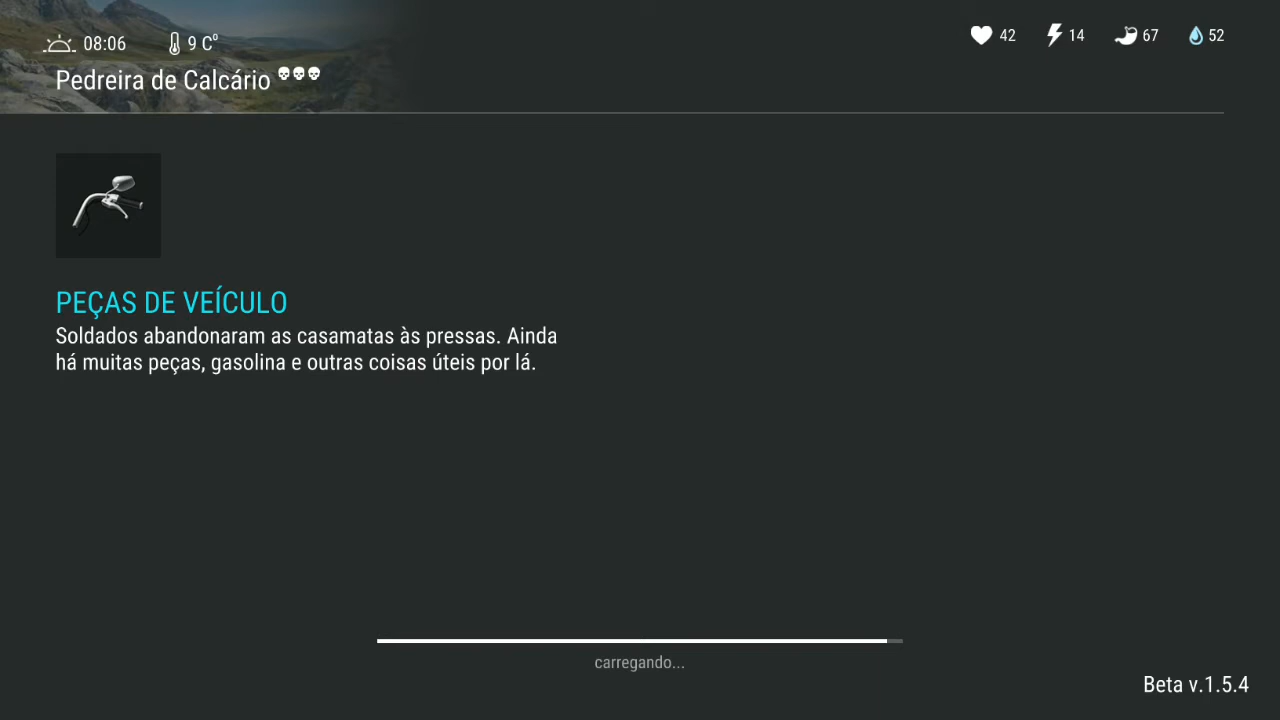 08:06 9 Cº
42 14 67 52
Pedreira de Calcário
PEÇAS DE VEÍCULO
Soldados abandonaram as casamatas às pressas. Ainda
há muitas peças, gasolina e outras coisas úteis por lá.
carregando...
Beta v.1.5.4